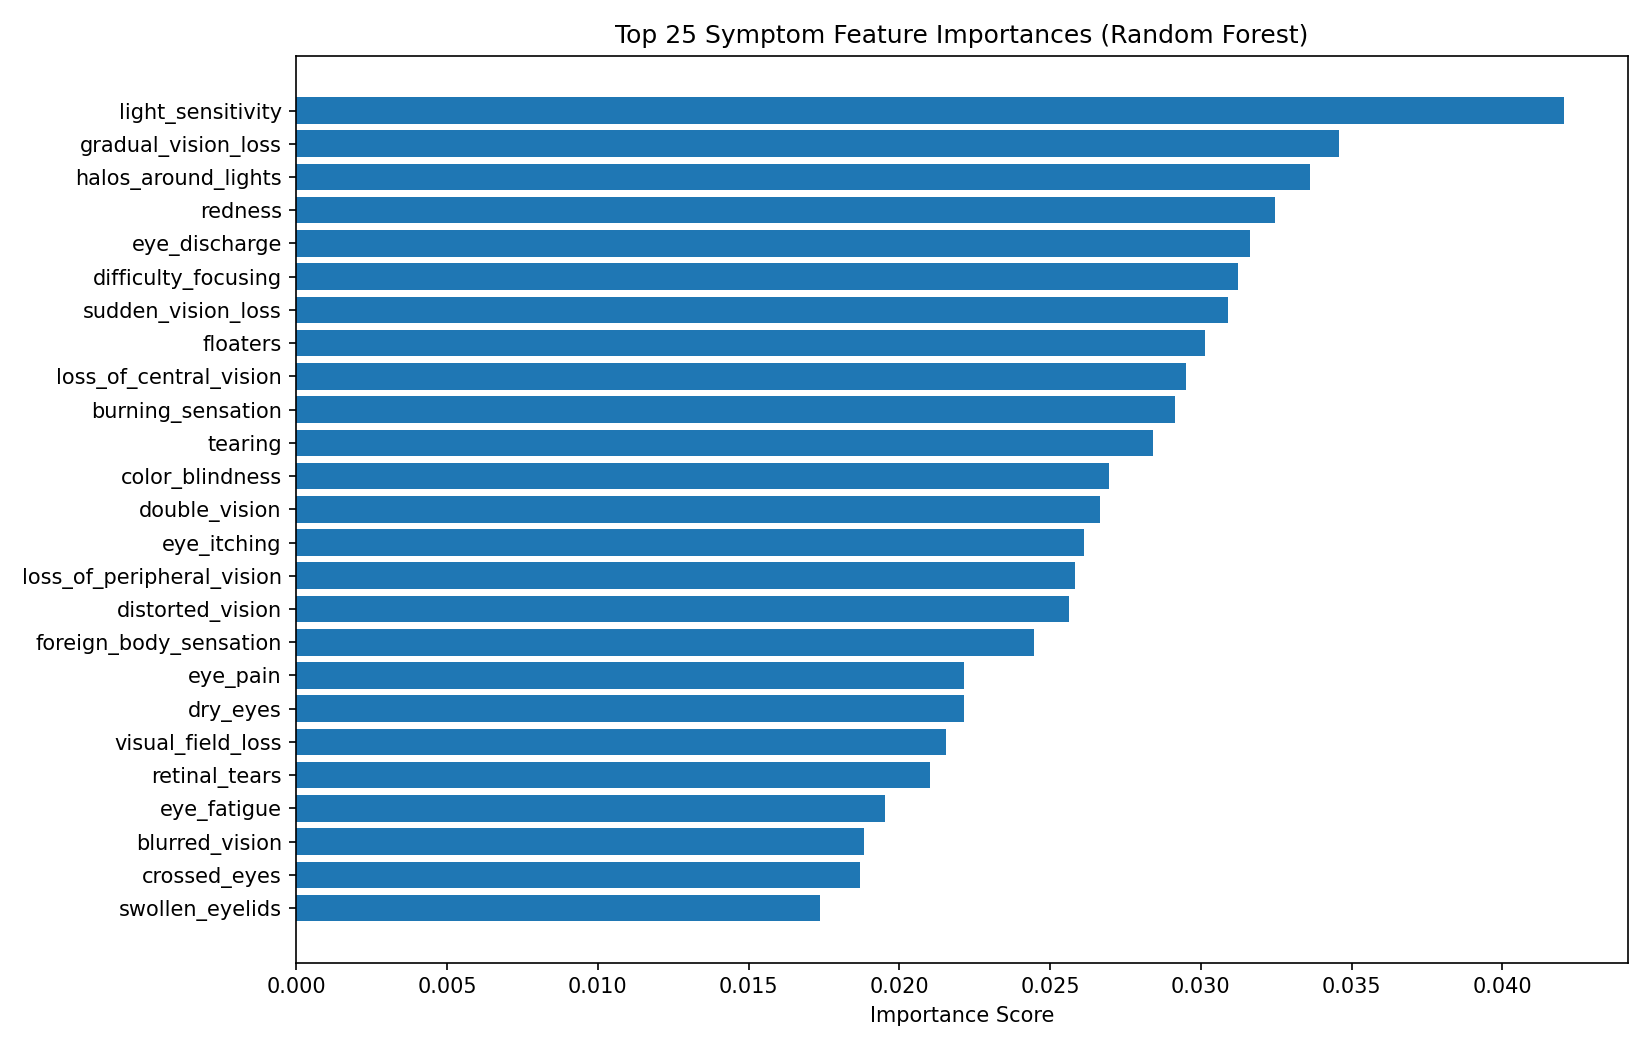 Top 25 Symptom Feature Importances (Random Forest)
light_sensitivity
gradual_vision_loss
halos_around_lights
redness
eye_discharge
difficulty_focusing
sudden_vision_loss
floaters
loss_of_central_vision
burning_sensation
tearing
color_blindness
double_vision
eye_itching
loss_of_peripheral_vision
distorted_vision
foreign_body_sensation
eye_pain
dry_eyes
visual_field_loss
retinal_tears
eye_fatigue
blurred_vision
crossed_eyes
swollen_eyelids
0.000 0.005 0.010 0.015 0.020 0.025 0.030 0.035 0.040
Importance Score